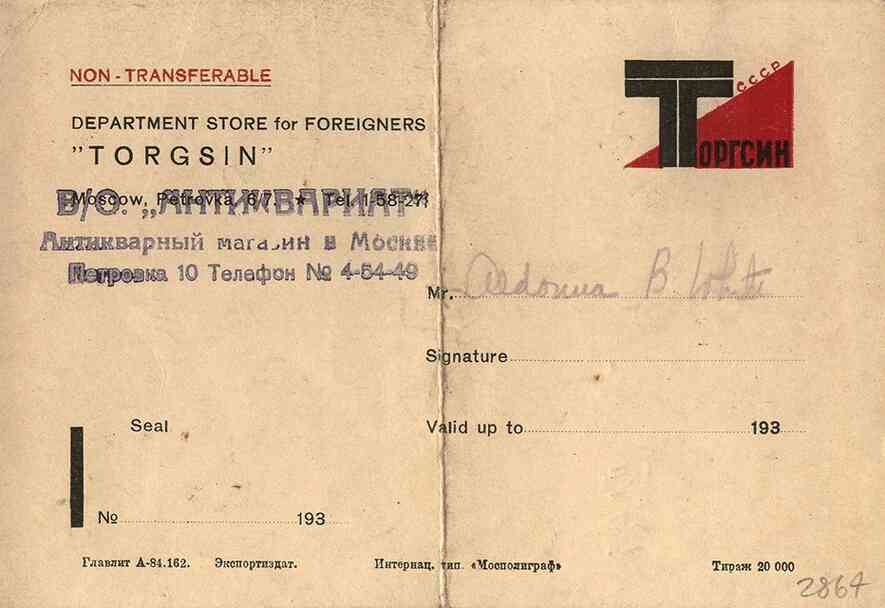 NON-TRANSFERABLE
DEPARTMENT STORE for FOREIGNERS
"TORGSIN"
Moscow, Petrovka, 6/7. ★ Tel. 1-58-27
В/О. „АНТИКВАРИАТ“
Антикварный магазин в Москве
Петровка 10 Телефон № 4-54-49
Seal
№ 193
СССР
ТОРГСИН
Mr. B. White
Signature
Valid up to 193
Главлит А-84.162. Экспортиздат. Интернац. тип. «Мосполиграф» Тираж 20 000
2864